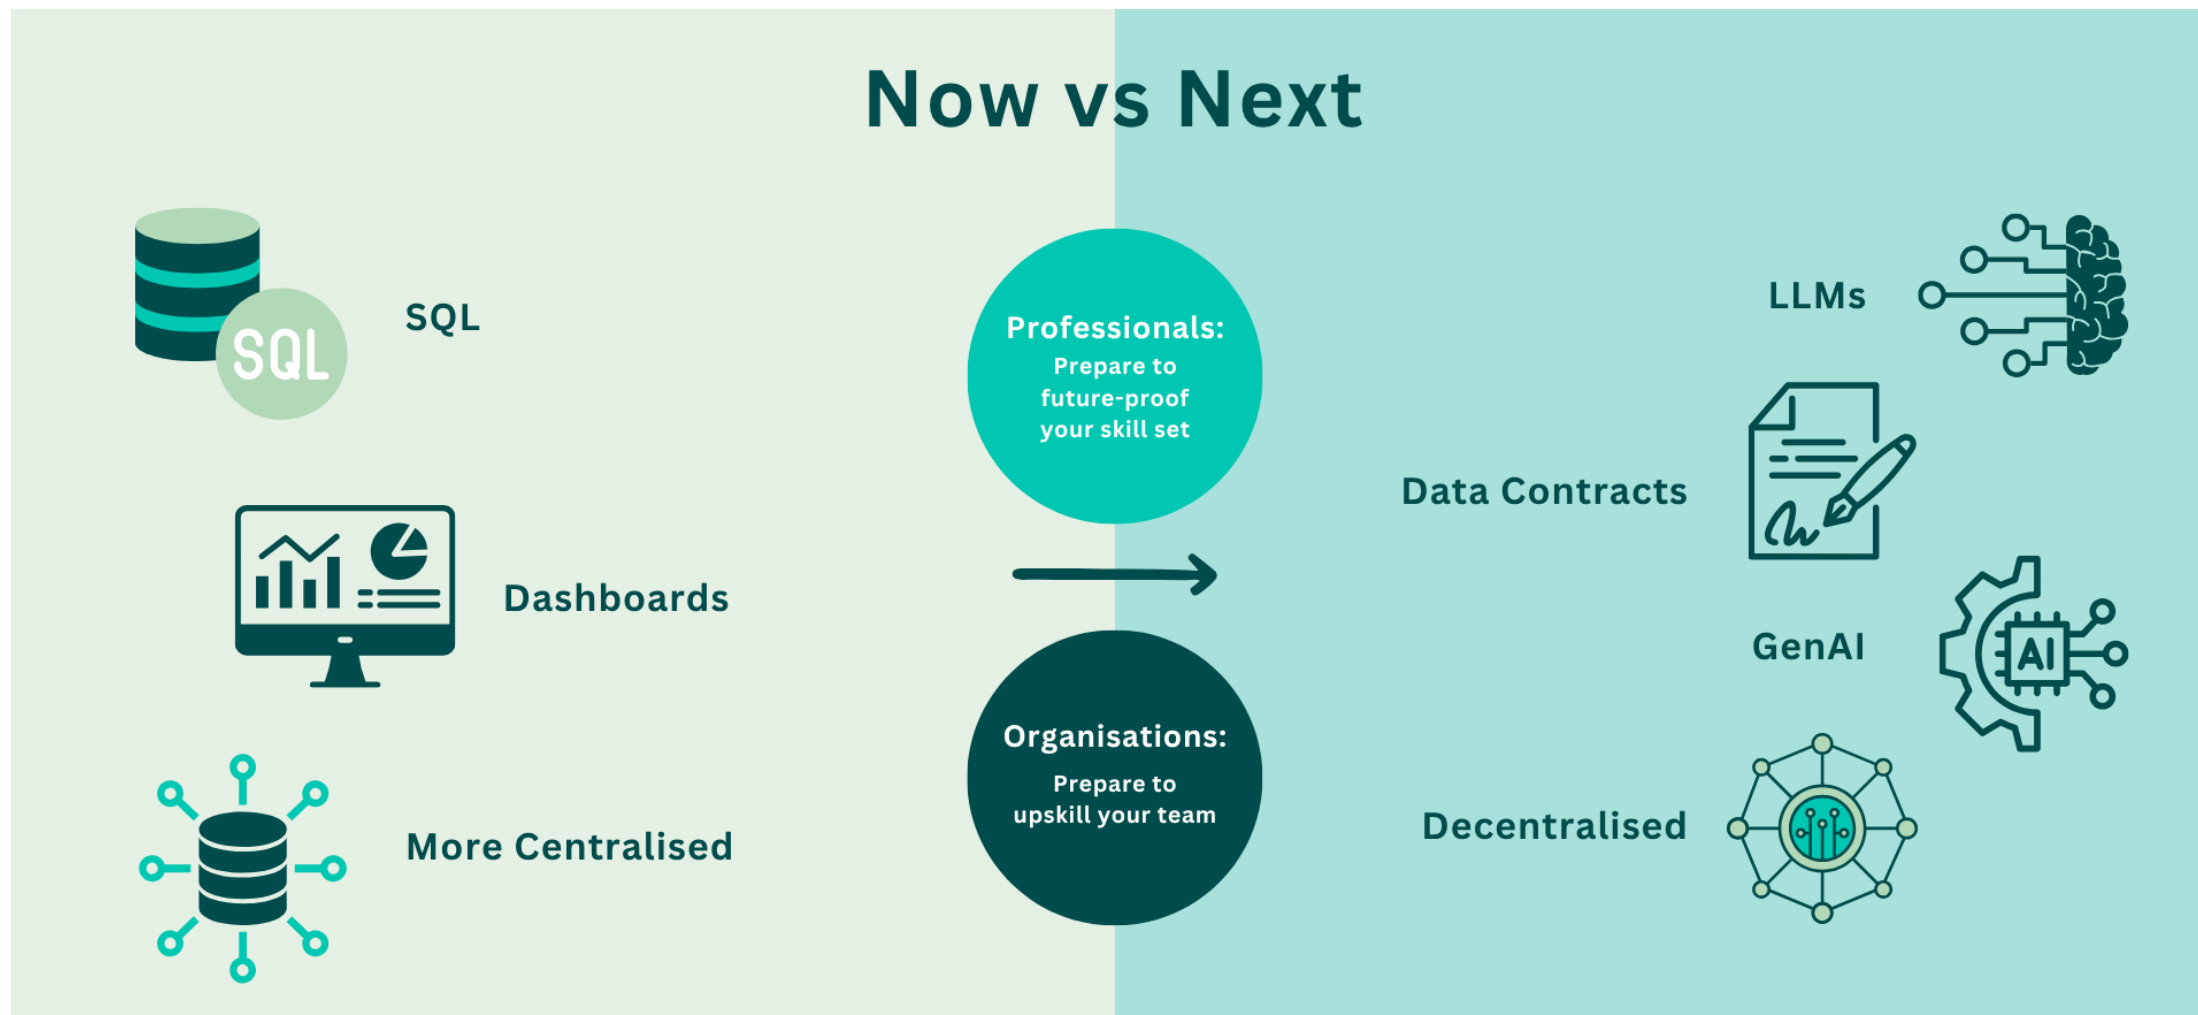 Now vs Next
SQL
SQL
Dashboards
More Centralised
Professionals:
Prepare to
future-proof
your skill set
Organisations:
Prepare to
upskill your team
LLMs
Data Contracts
GenAI
AI
Decentralised